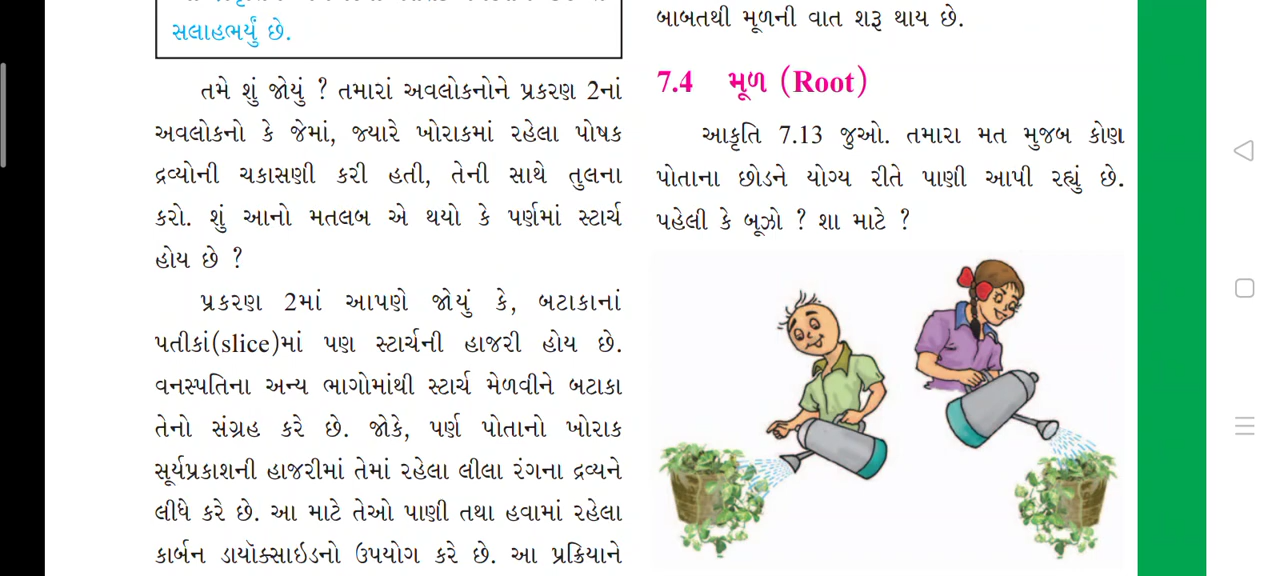 સલાહભર્યું છે.
તમે શું જોયું ? તમારાં અવલોકનોને પ્રકરણ 2નાં
અવલોકનો કે જેમાં, જ્યારે ખોરાકમાં રહેલા પોષક
દ્રવ્યોની ચકાસણી કરી હતી, તેની સાથે તુલના
કરો. શું આનો મતલબ એ થયો કે પર્ણમાં સ્ટાર્ચ
હોય છે ?
પ્રકરણ 2માં આપણે જોયું કે, બટાકાનાં
પતીકાં(slice)માં પણ સ્ટાર્ચની હાજરી હોય છે.
વનસ્પતિના અન્ય ભાગોમાંથી સ્ટાર્ચ મેળવીને બટાકા
તેનો સંગ્રહ કરે છે. જોકે, પર્ણ પોતાનો ખોરાક
સૂર્યપ્રકાશની હાજરીમાં તેમાં રહેલા લીલા રંગના દ્રવ્યને
લીધે કરે છે. આ માટે તેઓ પાણી તથા હવામાં રહેલા
કાર્બન ડાયૉક્સાઇડનો ઉપયોગ કરે છે. આ પ્રક્રિયાને
બાબતથી મૂળની વાત શરૂ થાય છે.
7.4 મૂળ (Root)
આકૃતિ 7.13 જુઓ. તમારા મત મુજબ કોણ
પોતાના છોડને યોગ્ય રીતે પાણી આપી રહ્યું છે.
પહેલી કે બૂઝો ? શા માટે ?